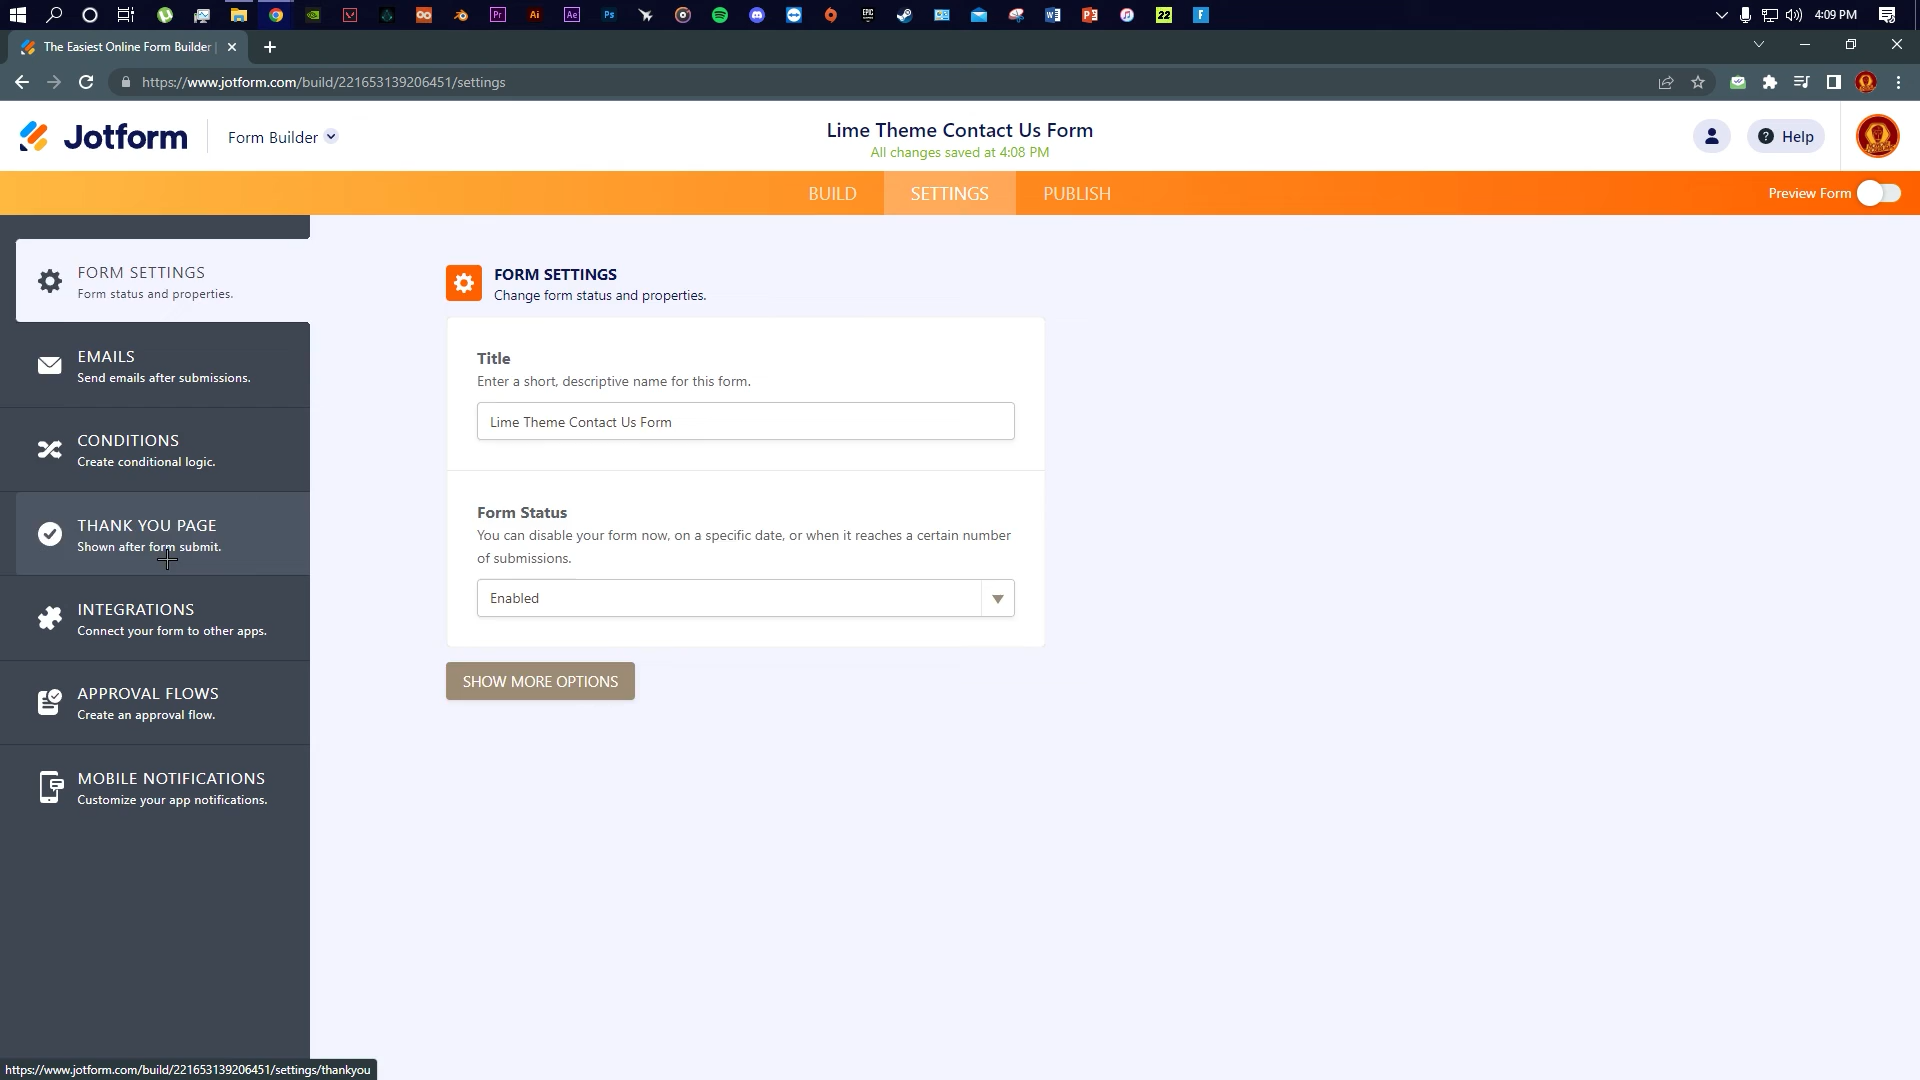 4:09 PM
The Easiest Online Form Builder |
https://www.jotform.com/build/221653139206451/settings
Jotform
Form Builder
Lime Theme Contact Us Form
All changes saved at 4:08 PM
Help
BUILD
SETTINGS
PUBLISH
Preview Form
FORM SETTINGS
Form status and properties.
EMAILS
Send emails after submissions.
CONDITIONS
Create conditional logic.
THANK YOU PAGE
Shown after form submit.
INTEGRATIONS
Connect your form to other apps.
APPROVAL FLOWS
Create an approval flow.
MOBILE NOTIFICATIONS
Customize your app notifications.
FORM SETTINGS
Change form status and properties.
Title
Enter a short, descriptive name for this form.
Lime Theme Contact Us Form
Form Status
You can disable your form now, on a specific date, or when it reaches a certain number
of submissions.
Enabled
SHOW MORE OPTIONS
https://www.jotform.com/build/221653139206451/settings/thankyou